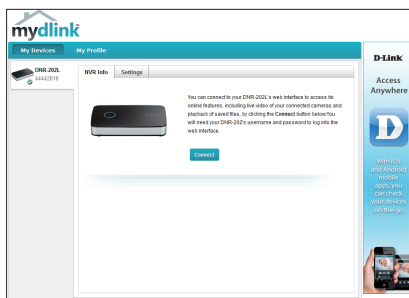 mydlink
My Devices
My Profile
DNR-202L
44442818
NVR Info
Settings
You can connect to your DNR-202L's web interface to access its
online features, including live video of your connected cameras and
playback of saved files, by clicking the Connect button below.You
will need your DNR-202's username and password to log into the
web interface.
Connect
D-Link
Access
Anywhere
With iOS
and Android
mobile
apps, you
can check
your devices
on-the-go.